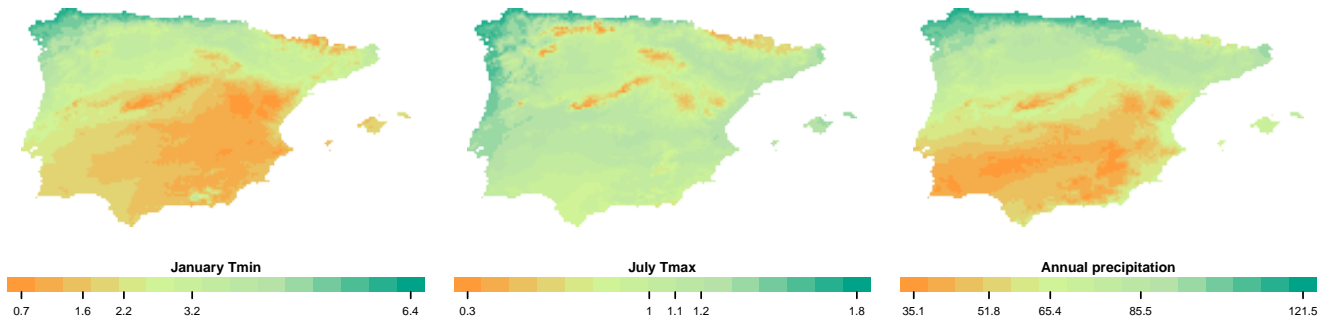 January Tmin
0.7 1.6 2.2 3.2 6.4
July Tmax
0.3 1 1.1 1.2 1.8
Annual precipitation
35.1 51.8 65.4 85.5 121.5